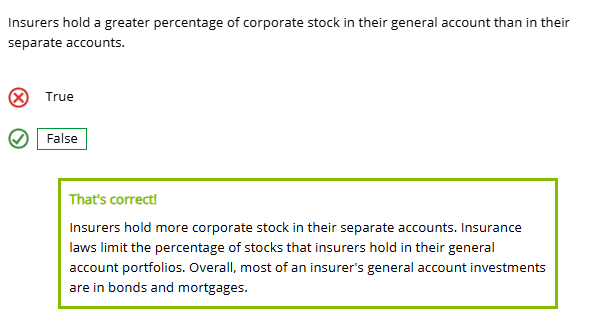 Insurers hold a greater percentage of corporate stock in their general account than in their
separate accounts.
True
False
That's correct!
Insurers hold more corporate stock in their separate accounts. Insurance
laws limit the percentage of stocks that insurers hold in their general
account portfolios. Overall, most of an insurer's general account investments
are in bonds and mortgages.